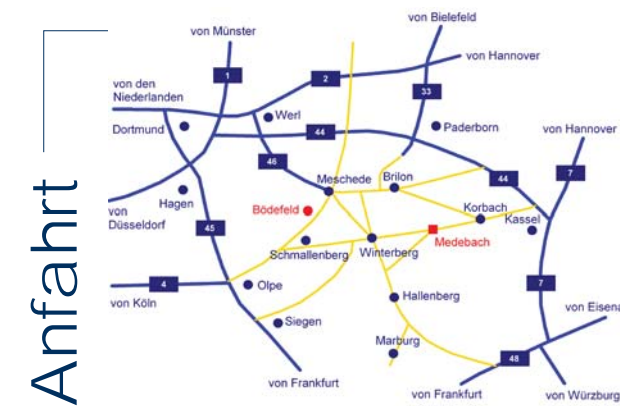 Anfahrt
von Bielefeld
von Münster
von Hannover
1
2
von den
Niederlanden
33
Werl
Dortmund
44
Paderborn
von Hannover
46
7
Meschede
Brilon
44
Hagen
Bödefeld
Korbach
von
Düsseldorf
45
Kassel
Medebach
Schmallenberg
Winterberg
4
Olpe
7
von Köln
Hallenberg
Siegen
von Eisena
Marburg
48
von Frankfurt
von Frankfurt
von Würzburg